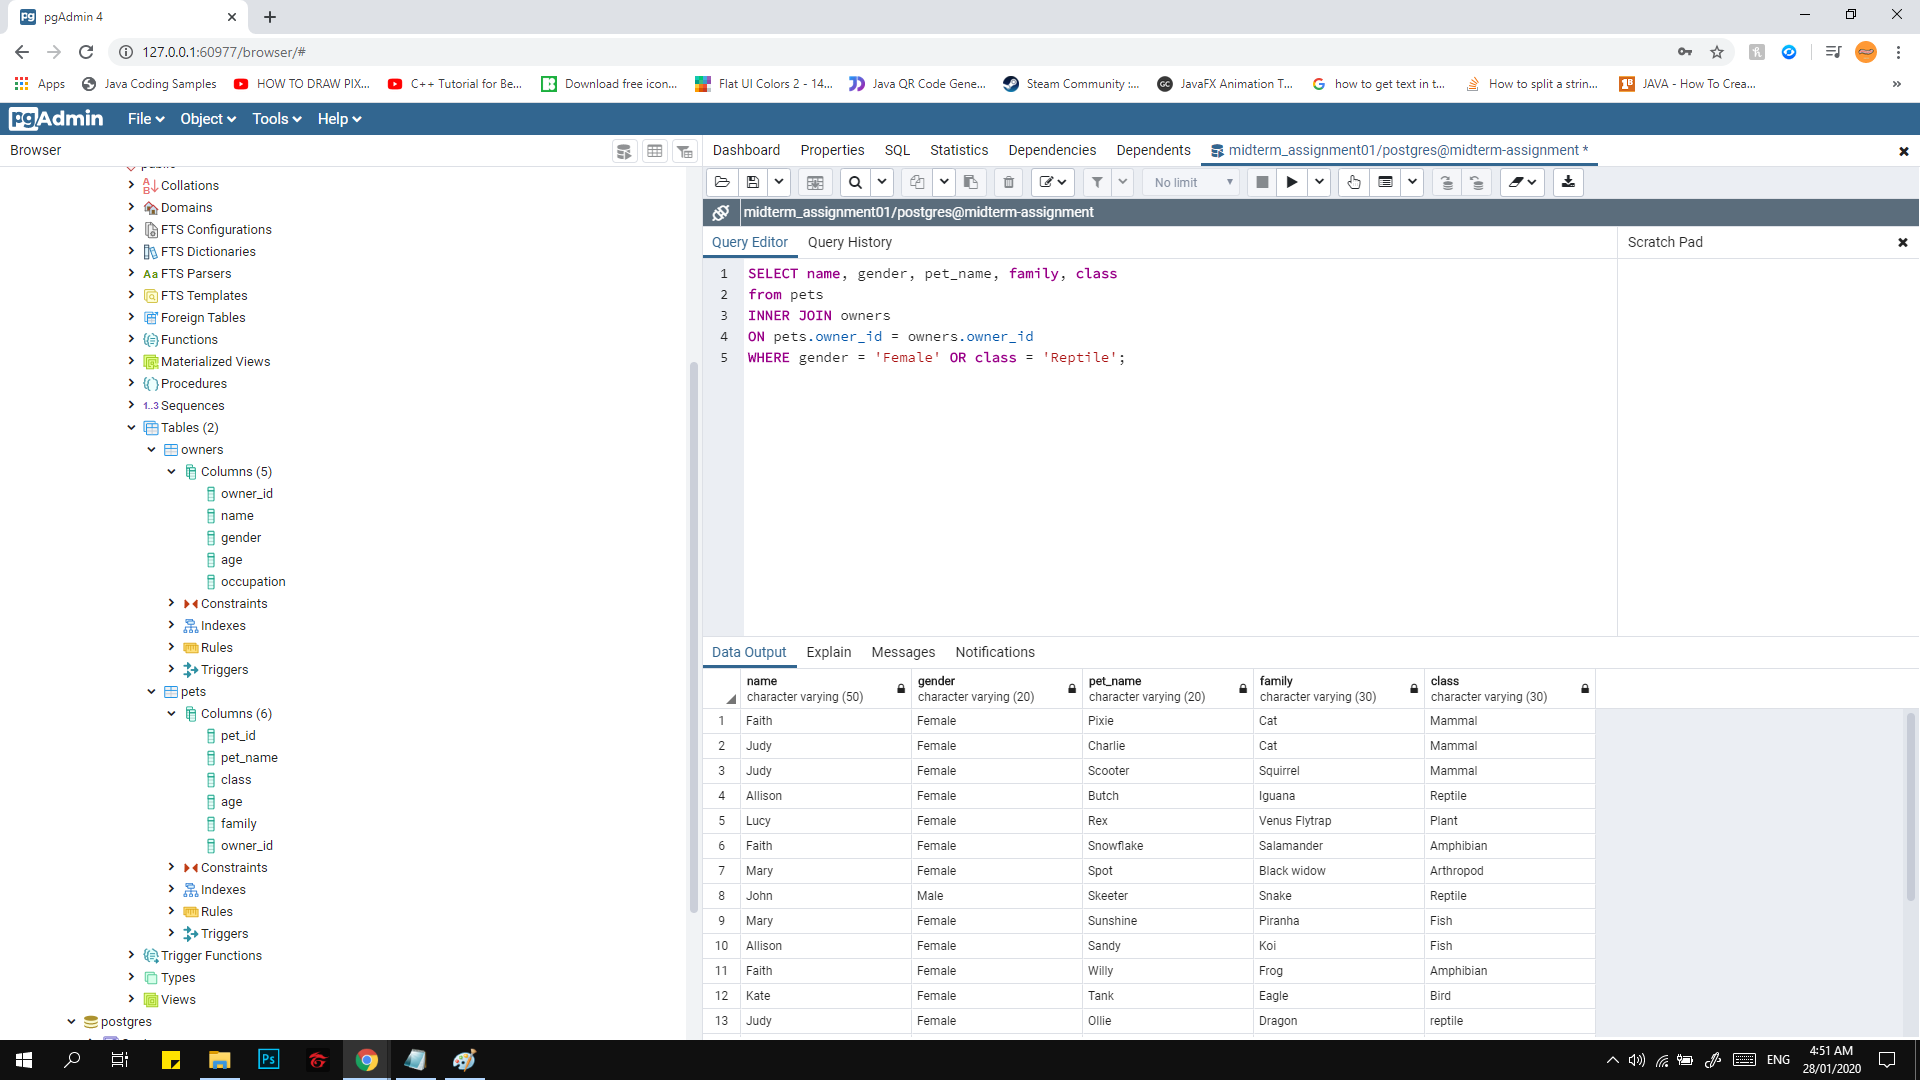 pgAdmin 4
127.0.0.1:60977/browser/#
Apps Java Coding Samples HOW TO DRAW PIX... C++ Tutorial for Be... Download free icon... Flat UI Colors 2 - 14... Java QR Code Gene... Steam Community :... JavaFX Animation T... how to get text in t... How to split a strin... JAVA - How To Crea... »
pgAdmin File Object Tools Help
Browser
Collations
Domains
FTS Configurations
FTS Dictionaries
Aa FTS Parsers
FTS Templates
Foreign Tables
Functions
Materialized Views
Procedures
1..3 Sequences
Tables (2)
owners
Columns (5)
owner_id
name
gender
age
occupation
Constraints
Indexes
Rules
Triggers
pets
Columns (6)
pet_id
pet_name
class
age
family
owner_id
Constraints
Indexes
Rules
Triggers
Trigger Functions
Types
Views
postgres
Dashboard Properties SQL Statistics Dependencies Dependents midterm_assignment01/postgres@midterm-assignment *
No limit
midterm_assignment01/postgres@midterm-assignment
Query Editor Query History Scratch Pad
1 SELECT name, gender, pet_name, family, class
2 from pets
3 INNER JOIN owners
4 ON pets.owner_id = owners.owner_id
5 WHERE gender = 'Female' OR class = 'Reptile';
Data Output Explain Messages Notifications
name gender pet_name family class
character varying (50) character varying (20) character varying (20) character varying (30) character varying (30)
1 Faith Female Pixie Cat Mammal
2 Judy Female Charlie Cat Mammal
3 Judy Female Scooter Squirrel Mammal
4 Allison Female Butch Iguana Reptile
5 Lucy Female Rex Venus Flytrap Plant
6 Faith Female Snowflake Salamander Amphibian
7 Mary Female Spot Black widow Arthropod
8 John Male Skeeter Snake Reptile
9 Mary Female Sunshine Piranha Fish
10 Allison Female Sandy Koi Fish
11 Faith Female Willy Frog Amphibian
12 Kate Female Tank Eagle Bird
13 Judy Female Ollie Dragon reptile
Ps
ENG
4:51 AM
28/01/2020